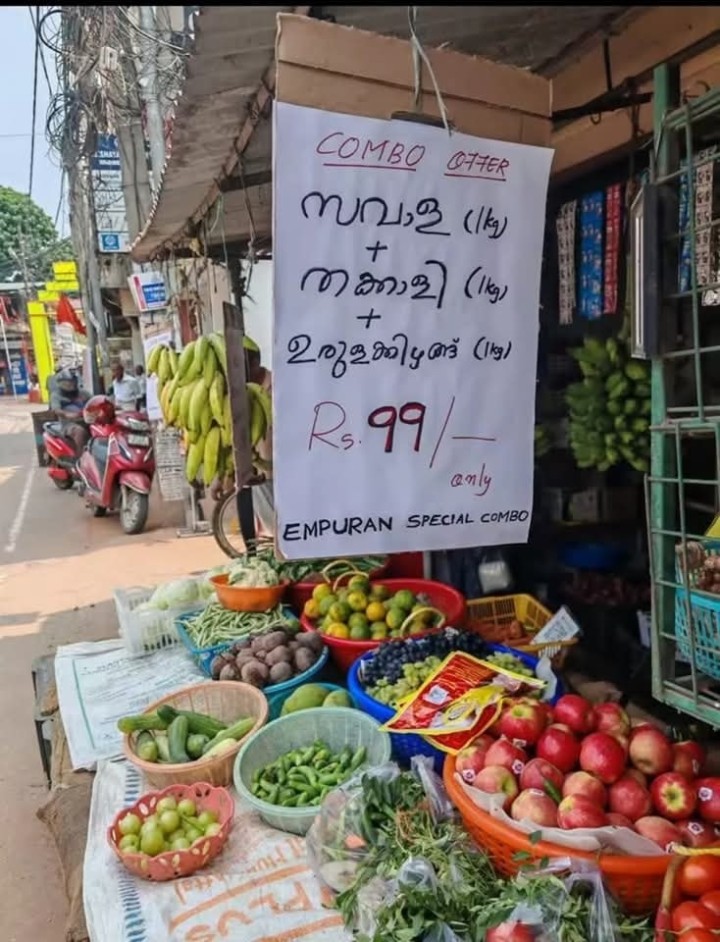 COMBO OFFER
സവാള (1kg)
+
തക്കാളി (1kg)
+
ഉരുളക്കിഴങ്ങ് (1kg)
Rs. 99/—
only
EMPURAN SPECIAL COMBO